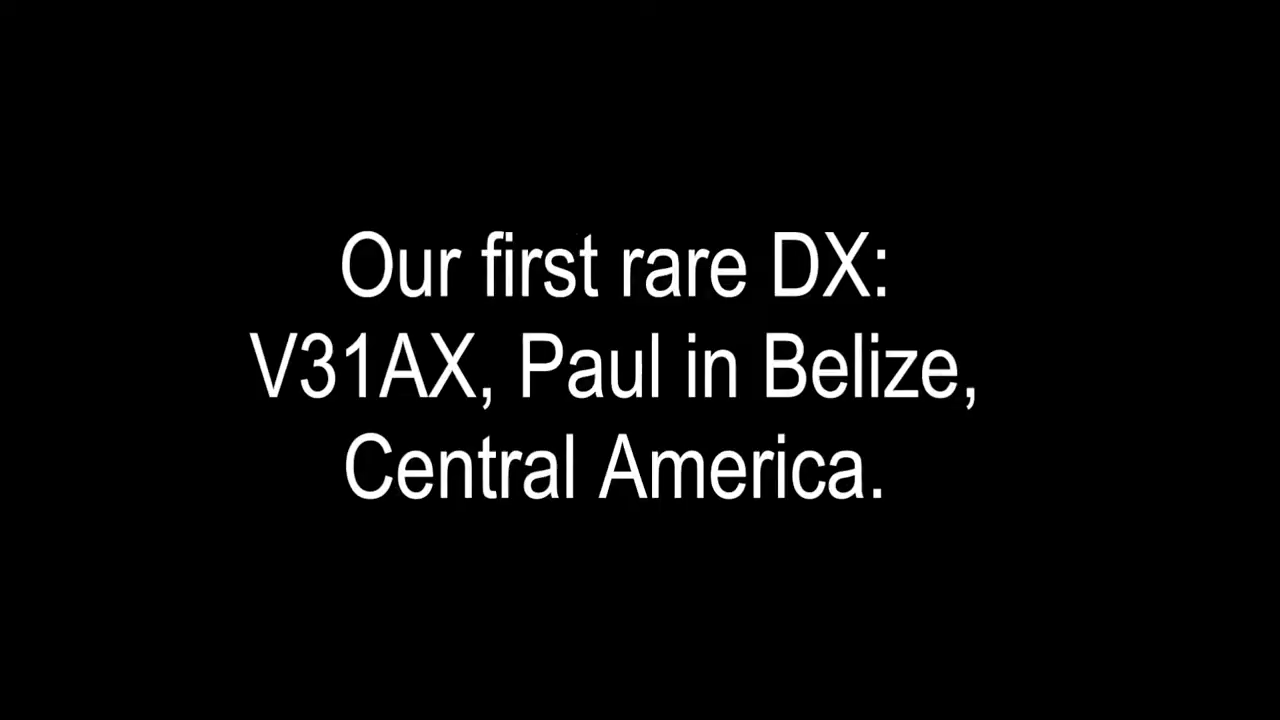 Our first rare DX:
V31AX, Paul in Belize,
Central America.